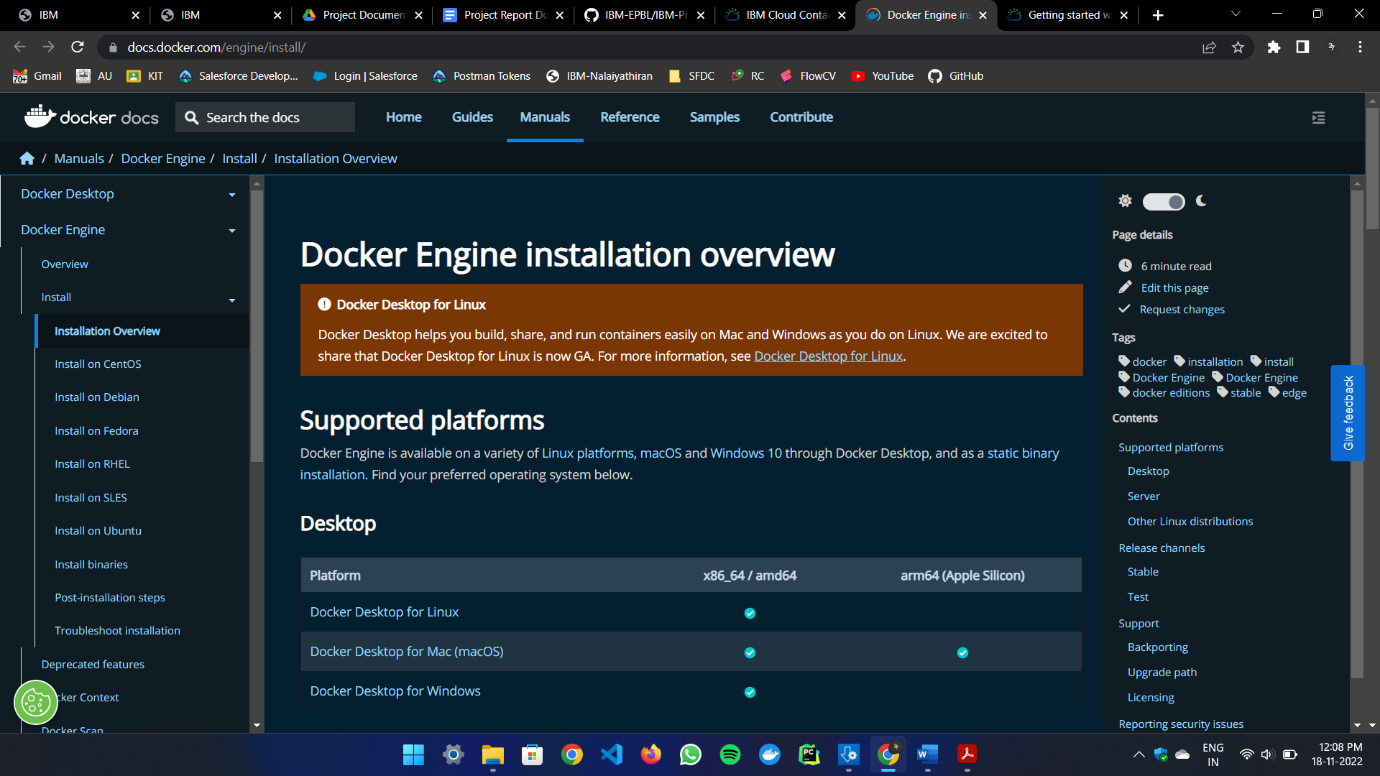 IBM
IBM
Project Documen
Project Report Do
IBM-EPBL/IBM-Pr
IBM Cloud Conta
Docker Engine ins
Getting started w
docs.docker.com/engine/install/
Gmail
AU
KIT
Salesforce Develop...
Login | Salesforce
Postman Tokens
IBM-Nalaiyathiran
SFDC
RC
FlowCV
YouTube
GitHub
docker docs
Search the docs
Home
Guides
Manuals
Reference
Samples
Contribute
/ Manuals / Docker Engine / Install / Installation Overview
Docker Desktop
Docker Engine
Overview
Install
Installation Overview
Install on CentOS
Install on Debian
Install on Fedora
Install on RHEL
Install on SLES
Install on Ubuntu
Install binaries
Post-installation steps
Troubleshoot installation
Deprecated features
cker Context
Docker Scan
Docker Engine installation overview
Docker Desktop for Linux
Docker Desktop helps you build, share, and run containers easily on Mac and Windows as you do on Linux. We are excited to
share that Docker Desktop for Linux is now GA. For more information, see Docker Desktop for Linux.
Supported platforms
Docker Engine is available on a variety of Linux platforms, macOS and Windows 10 through Docker Desktop, and as a static binary
installation. Find your preferred operating system below.
Desktop
Platform x86_64 / amd64 arm64 (Apple Silicon)
Docker Desktop for Linux
Docker Desktop for Mac (macOS)
Docker Desktop for Windows
Page details
6 minute read
Edit this page
Request changes
Tags
docker installation install
Docker Engine Docker Engine
docker editions stable edge
Contents
Supported platforms
Desktop
Server
Other Linux distributions
Release channels
Stable
Test
Support
Backporting
Upgrade path
Licensing
Reporting security issues
Give feedback
ENG
IN
12:08 PM
18-11-2022